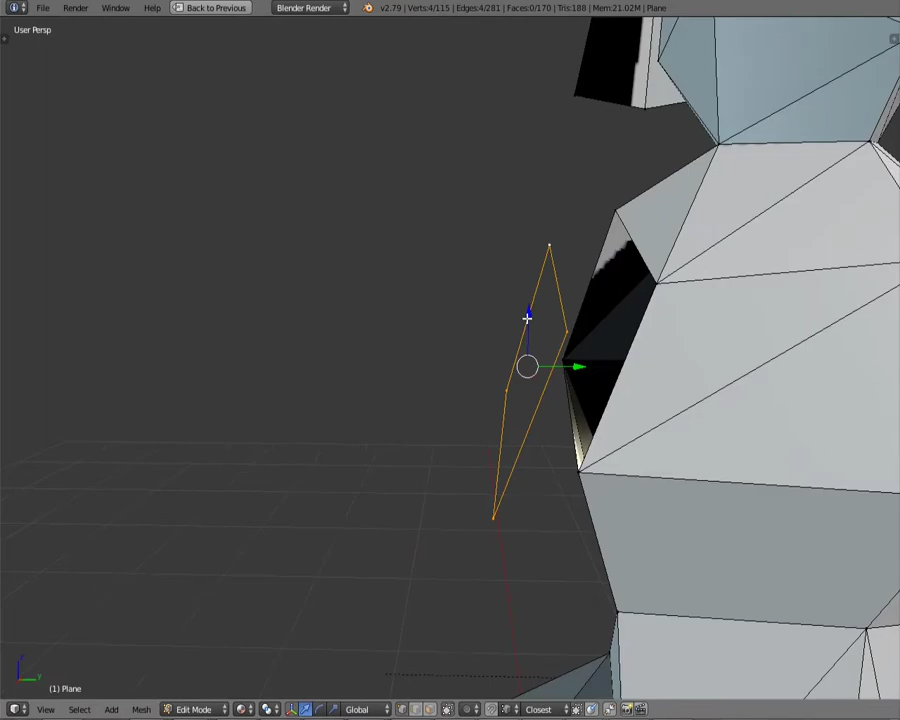 File Render Window Help Back to Previous Blender Render v2.79 | Verts:4/115 | Edges:4/281 | Faces:0/170 | Tris:188 | Mem:21.02M | Plane
User Persp
z
y
(1) Plane
View Select Add Mesh Edit Mode Global Closest